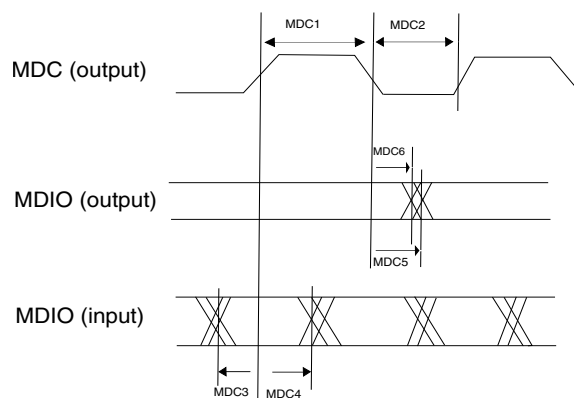 MDC1
MDC2
MDC (output)
MDC6
MDIO (output)
MDC5
MDIO (input)
MDC3
MDC4